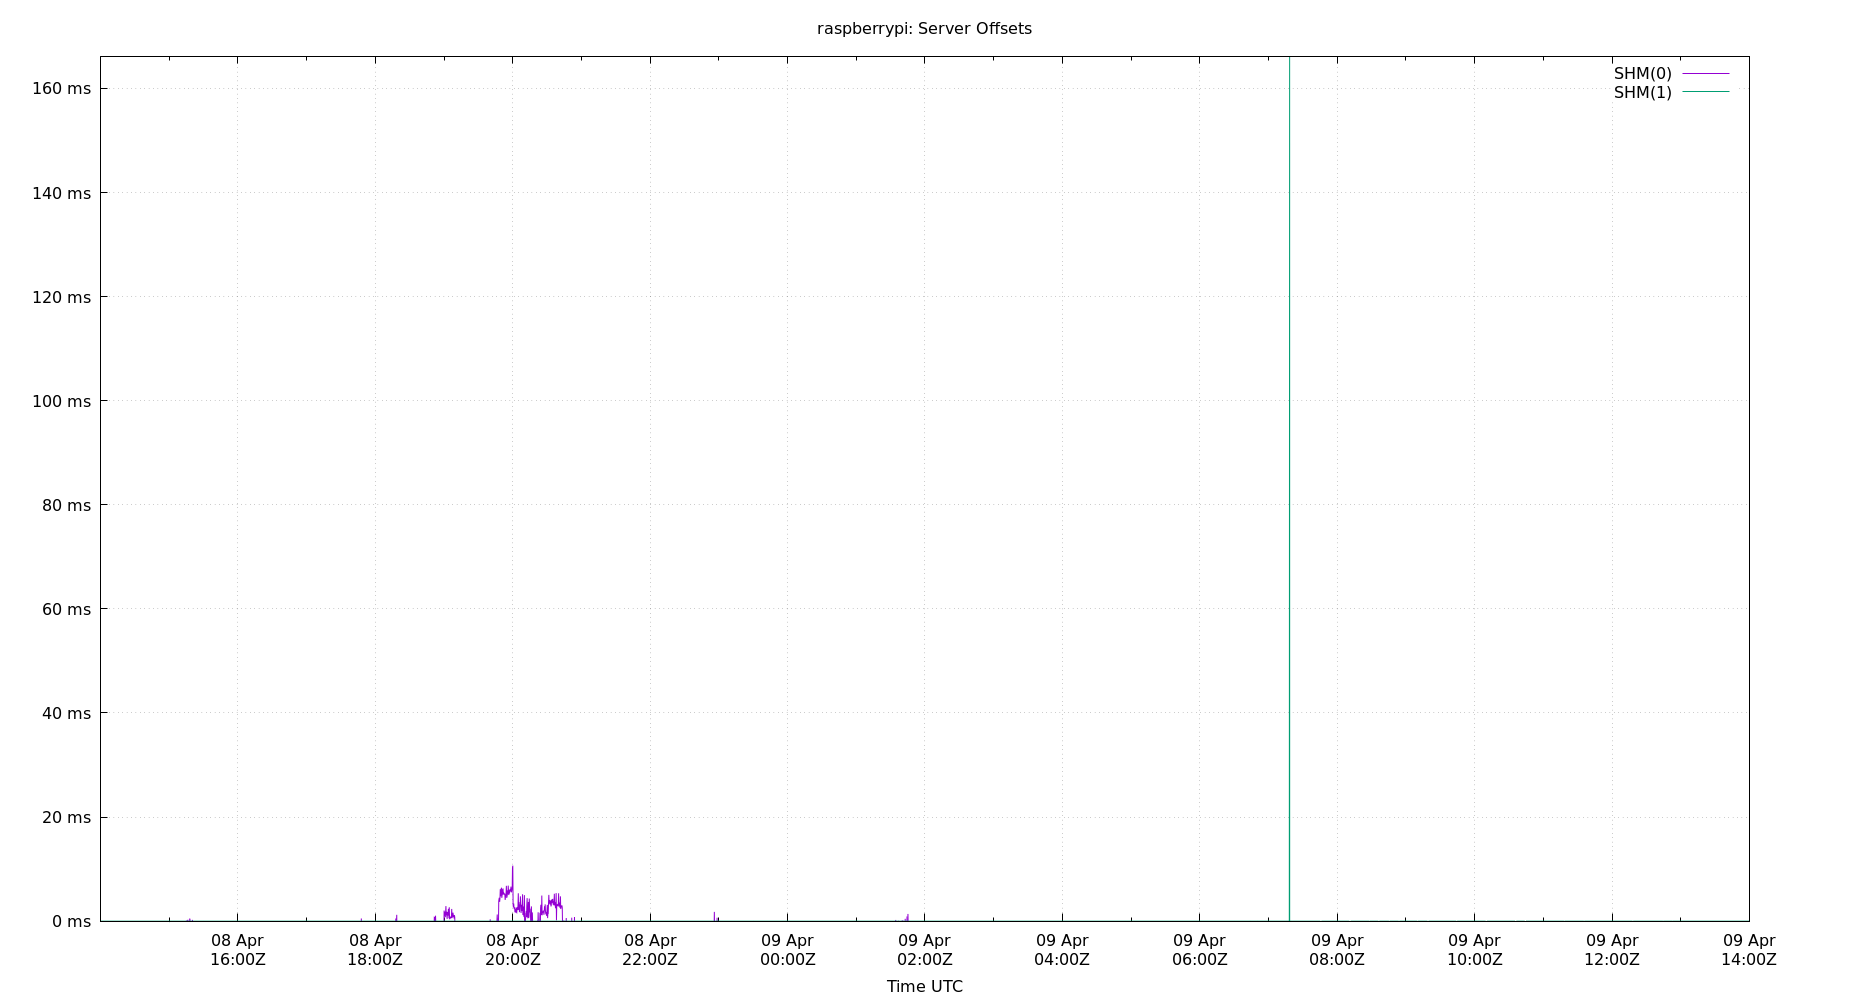 raspberrypi: Server Offsets
SHM(0)
SHM(1)
160 ms
140 ms
120 ms
100 ms
80 ms
60 ms
40 ms
20 ms
0 ms
08 Apr 08 Apr 08 Apr 08 Apr 09 Apr 09 Apr 09 Apr 09 Apr 09 Apr 09 Apr 09 Apr 09 Apr
16:00Z 18:00Z 20:00Z 22:00Z 00:00Z 02:00Z 04:00Z 06:00Z 08:00Z 10:00Z 12:00Z 14:00Z
Time UTC